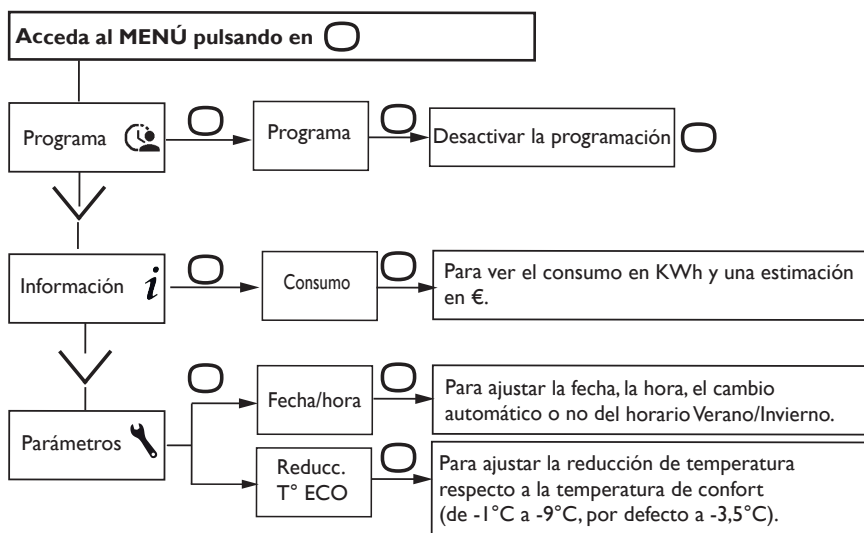 Acceda al MENÚ pulsando en
Programa
Programa
Desactivar la programación
Información i
Consumo
Para ver el consumo en KWh y una estimación
en €.
Parámetros
Fecha/hora
Para ajustar la fecha, la hora, el cambio
automático o no del horario Verano/Invierno.
Reducc.
T° ECO
Para ajustar la reducción de temperatura
respecto a la temperatura de confort
(de -1°C a -9°C, por defecto a -3,5°C).